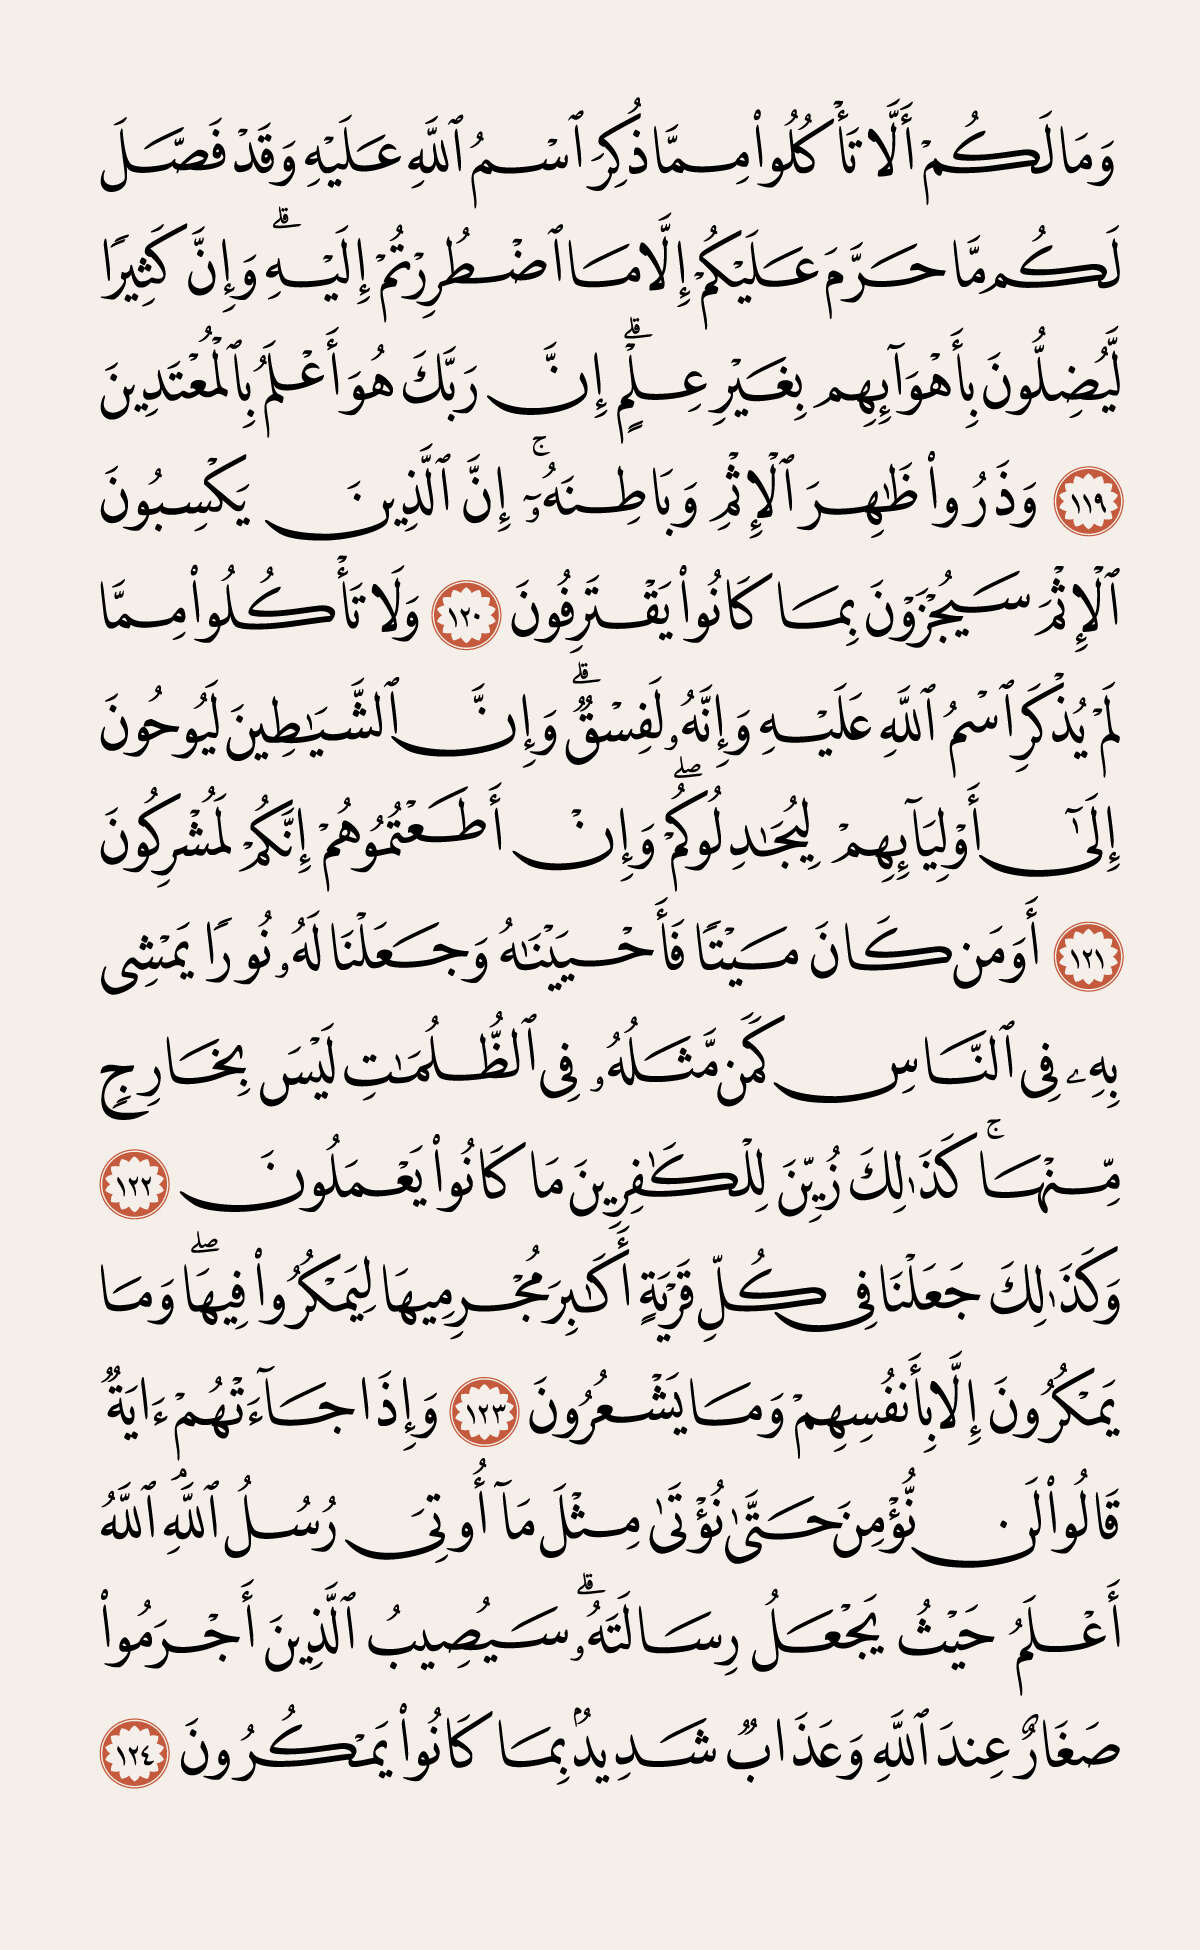 وَمَا لَكُمْ أَلَّا تَأْكُلُوا۟ مِمَّا ذُكِرَ ٱسْمُ ٱللَّهِ عَلَيْهِ وَقَدْ فَصَّلَ
لَكُم مَّا حَرَّمَ عَلَيْكُمْ إِلَّا مَا ٱضْطُرِرْتُمْ إِلَيْهِ ۗ وَإِنَّ كَثِيرًا
لَّيُضِلُّونَ بِأَهْوَآئِهِم بِغَيْرِ عِلْمٍ ۗ إِنَّ رَبَّكَ هُوَ أَعْلَمُ بِٱلْمُعْتَدِينَ
١١٩ وَذَرُوا۟ ظَٰهِرَ ٱلْإِثْمِ وَبَاطِنَهُۥٓ ۚ إِنَّ ٱلَّذِينَ يَكْسِبُونَ
ٱلْإِثْمَ سَيُجْزَوْنَ بِمَا كَانُوا۟ يَقْتَرِفُونَ ١٢٠ وَلَا تَأْكُلُوا۟ مِمَّا
لَمْ يُذْكَرِ ٱسْمُ ٱللَّهِ عَلَيْهِ وَإِنَّهُۥ لَفِسْقٌ ۗ وَإِنَّ ٱلشَّيَٰطِينَ لَيُوحُونَ
إِلَىٰٓ أَوْلِيَآئِهِمْ لِيُجَٰدِلُوكُمْ ۖ وَإِنْ أَطَعْتُمُوهُمْ إِنَّكُمْ لَمُشْرِكُونَ
١٢١ أَوَمَن كَانَ مَيْتًا فَأَحْيَيْنَٰهُ وَجَعَلْنَا لَهُۥ نُورًا يَمْشِى
بِهِۦ فِى ٱلنَّاسِ كَمَن مَّثَلُهُۥ فِى ٱلظُّلُمَٰتِ لَيْسَ بِخَارِجٍ
مِّنْهَا ۚ كَذَٰلِكَ زُيِّنَ لِلْكَٰفِرِينَ مَا كَانُوا۟ يَعْمَلُونَ ١٢٢
وَكَذَٰلِكَ جَعَلْنَا فِى كُلِّ قَرْيَةٍ أَكَٰبِرَ مُجْرِمِيهَا لِيَمْكُرُوا۟ فِيهَا ۖ وَمَا
يَمْكُرُونَ إِلَّا بِأَنفُسِهِمْ وَمَا يَشْعُرُونَ ١٢٣ وَإِذَا جَآءَتْهُمْ ءَايَةٌ
قَالُوا۟ لَن نُّؤْمِنَ حَتَّىٰ نُؤْتَىٰ مِثْلَ مَآ أُوتِىَ رُسُلُ ٱللَّهِ ۘ ٱللَّهُ
أَعْلَمُ حَيْثُ يَجْعَلُ رِسَالَتَهُۥ ۗ سَيُصِيبُ ٱلَّذِينَ أَجْرَمُوا۟
صَغَارٌ عِندَ ٱللَّهِ وَعَذَابٌ شَدِيدٌۢ بِمَا كَانُوا۟ يَمْكُرُونَ ١٢٤